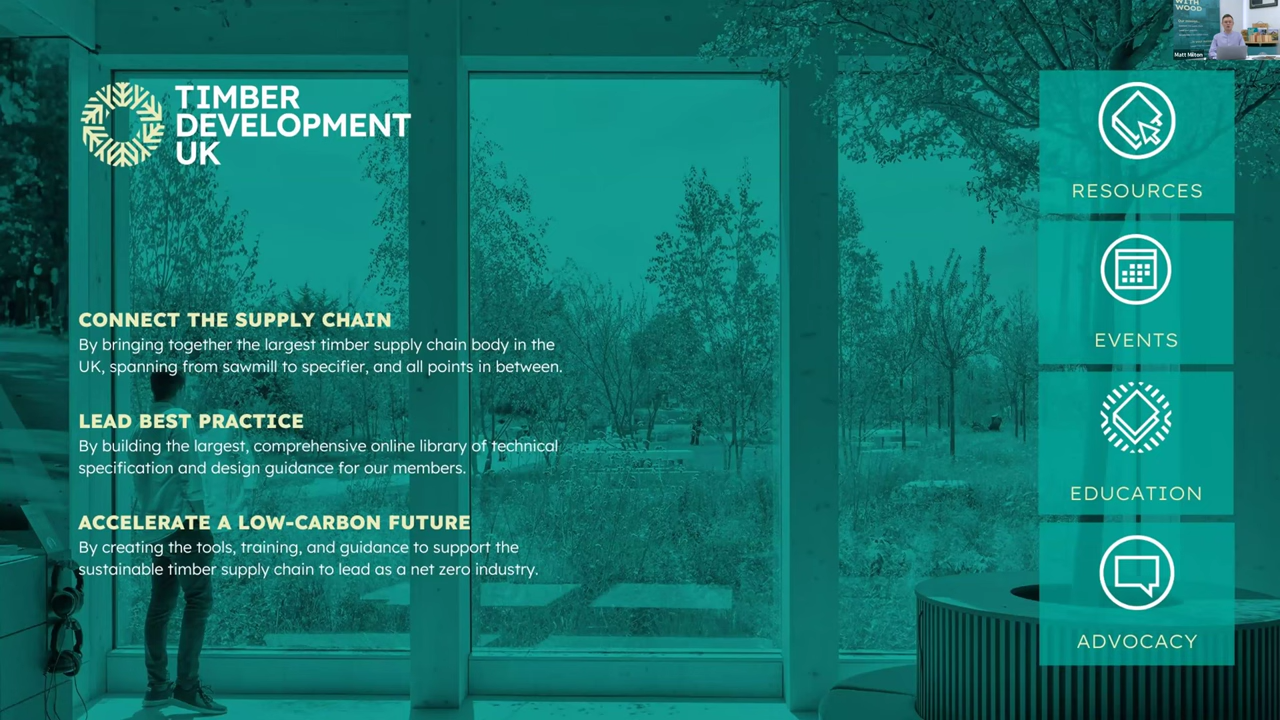 WITH
WOOD
Matt Milton
TIMBER
DEVELOPMENT
UK
CONNECT THE SUPPLY CHAIN
By bringing together the largest timber supply chain body in the
UK, spanning from sawmill to specifier, and all points in between.
LEAD BEST PRACTICE
By building the largest, comprehensive online library of technical
specification and design guidance for our members.
ACCELERATE A LOW-CARBON FUTURE
By creating the tools, training, and guidance to support the
sustainable timber supply chain to lead as a net zero industry.
RESOURCES
EVENTS
EDUCATION
ADVOCACY